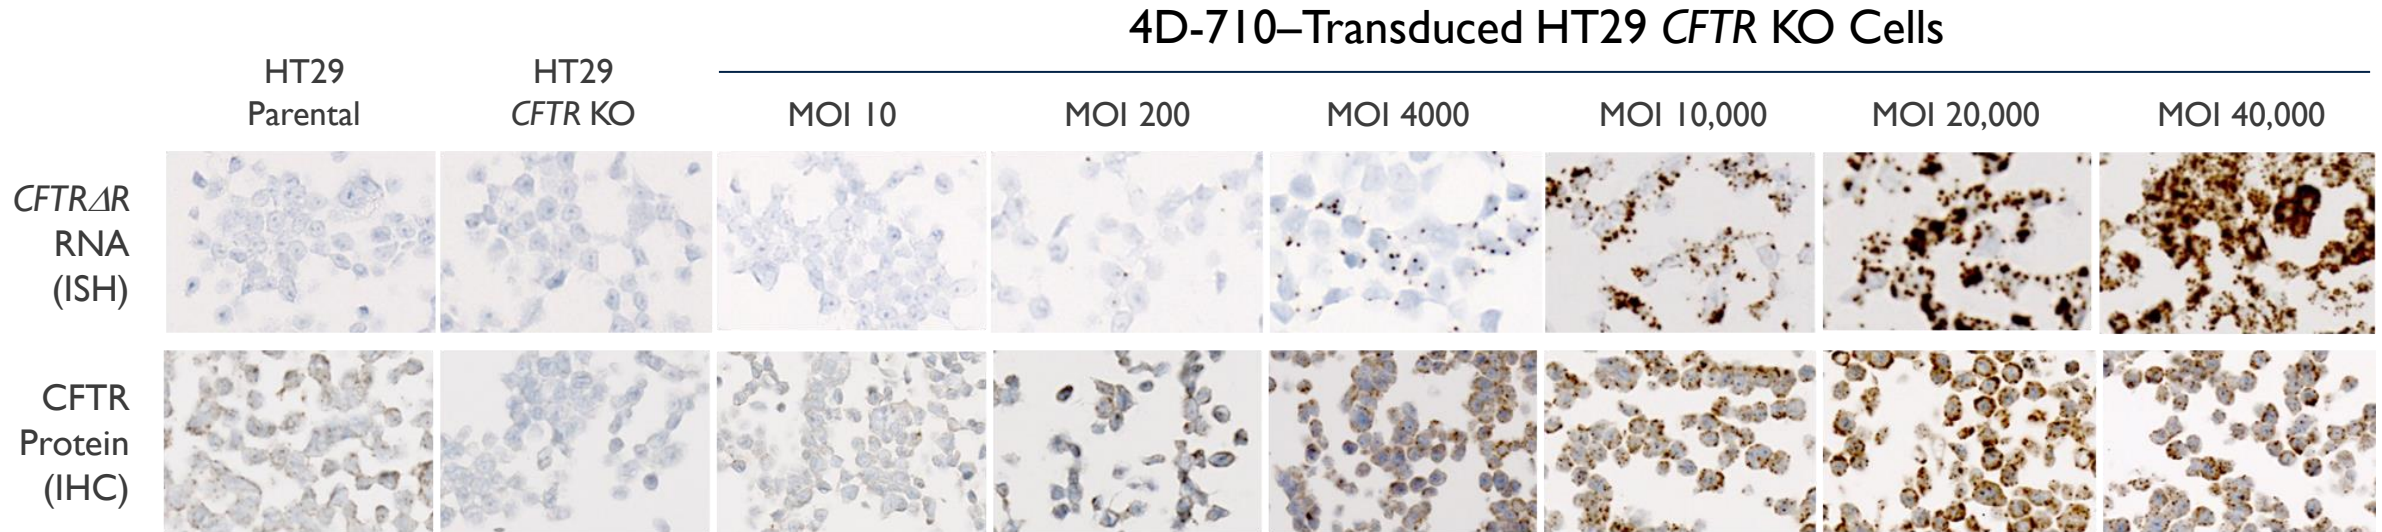 4D-710–Transduced HT29 CFTR KO Cells
HT29
Parental
HT29
CFTR KO
MOI 10
MOI 200
MOI 4000
MOI 10,000
MOI 20,000
MOI 40,000
CFTRΔR
RNA
(ISH)
CFTR
Protein
(IHC)